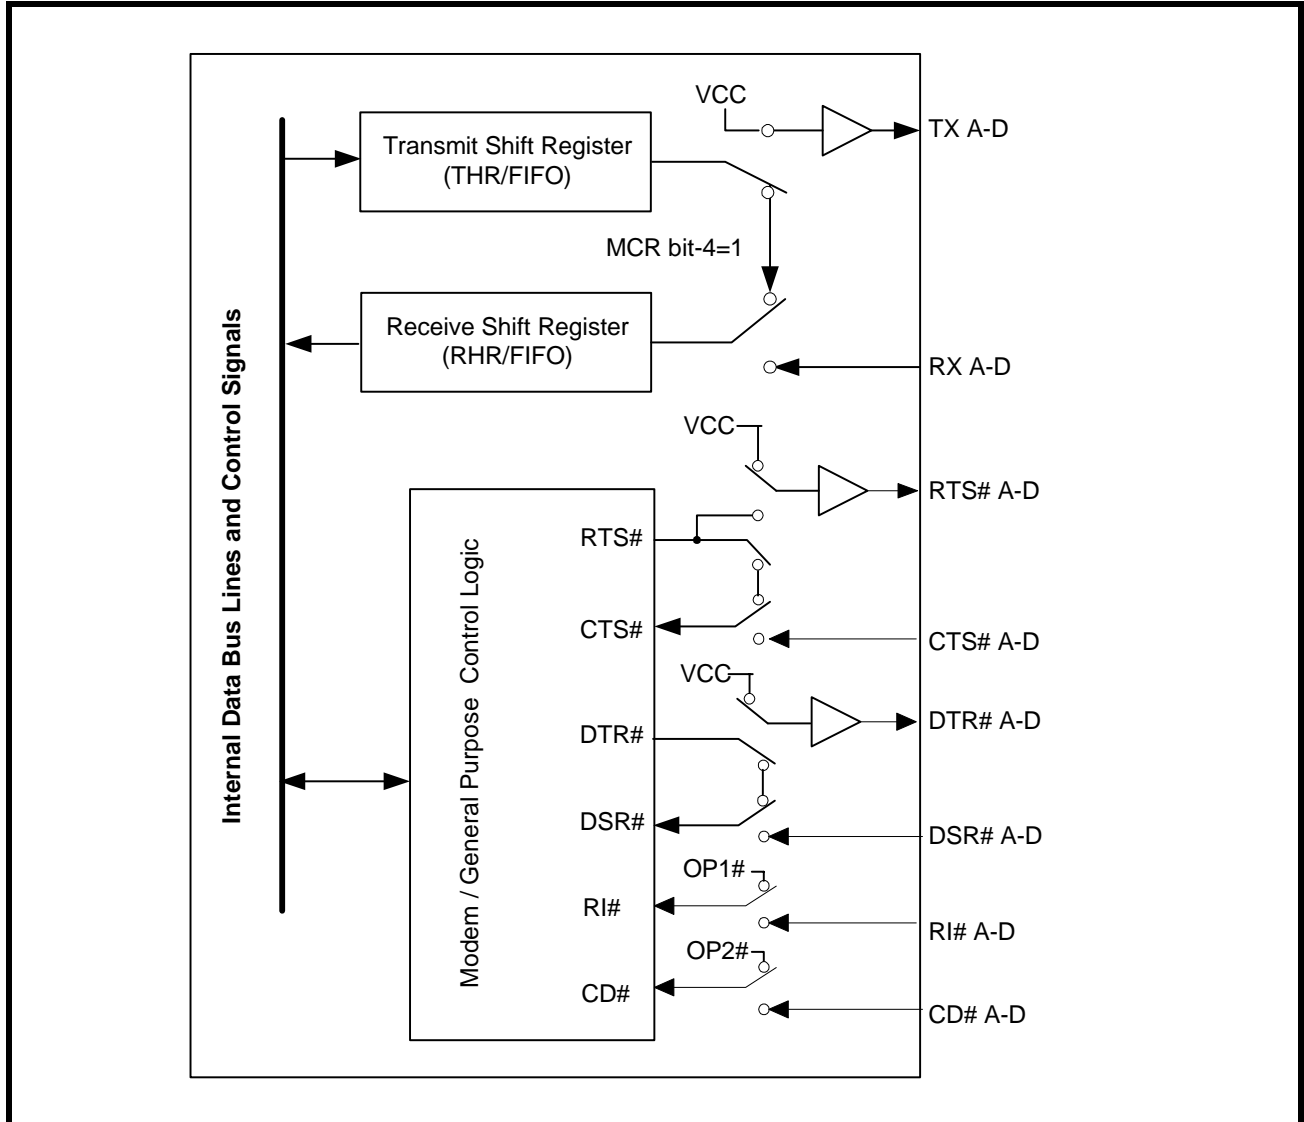 VCC
TX A-D
Transmit Shift Register
(THR/FIFO)
MCR bit-4=1
Receive Shift Register
(RHR/FIFO)
RX A-D
Internal Data Bus Lines and Control Signals
VCC
RTS# A-D
Modem / General Purpose Control Logic
RTS#
CTS#
CTS# A-D
VCC
DTR# A-D
DTR#
DSR#
DSR# A-D
OP1#
RI#
RI# A-D
OP2#
CD#
CD# A-D